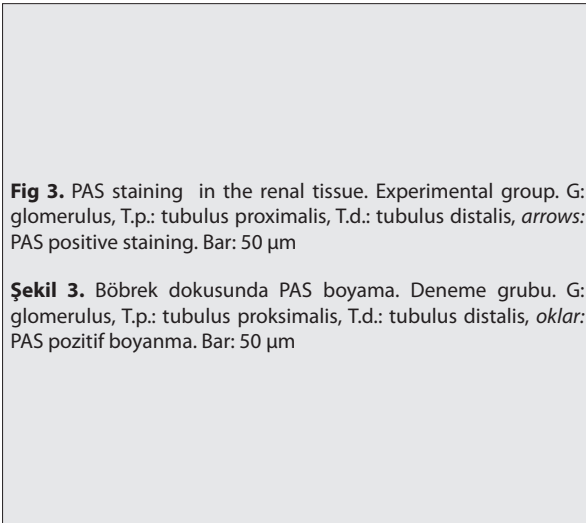 Fig 3. PAS staining in the renal tissue. Experimental group. G:
glomerulus, T.p.: tubulus proximalis, T.d.: tubulus distalis, arrows:
PAS positive staining. Bar: 50 µm
Şekil 3. Böbrek dokusunda PAS boyama. Deneme grubu. G:
glomerulus, T.p.: tubulus proksimalis, T.d.: tubulus distalis, oklar:
PAS pozitif boyanma. Bar: 50 µm